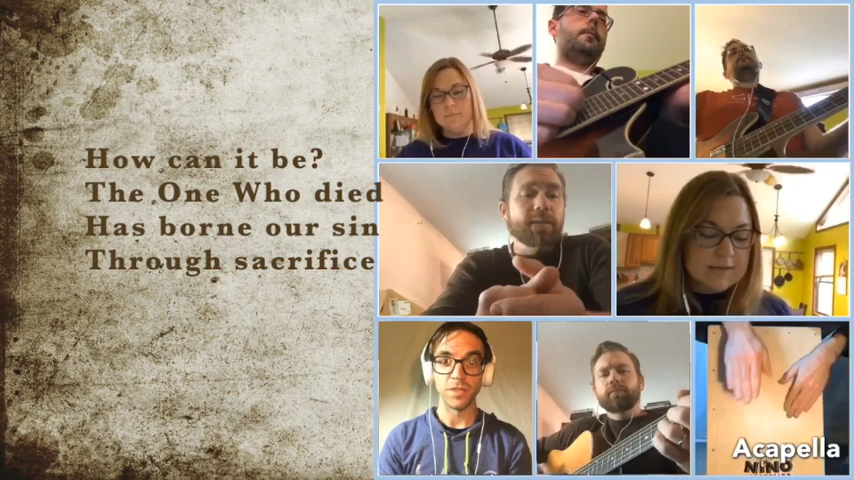 How can it be?
The One Who died
Has borne our sin
Through sacrifice
Acapella
NINO